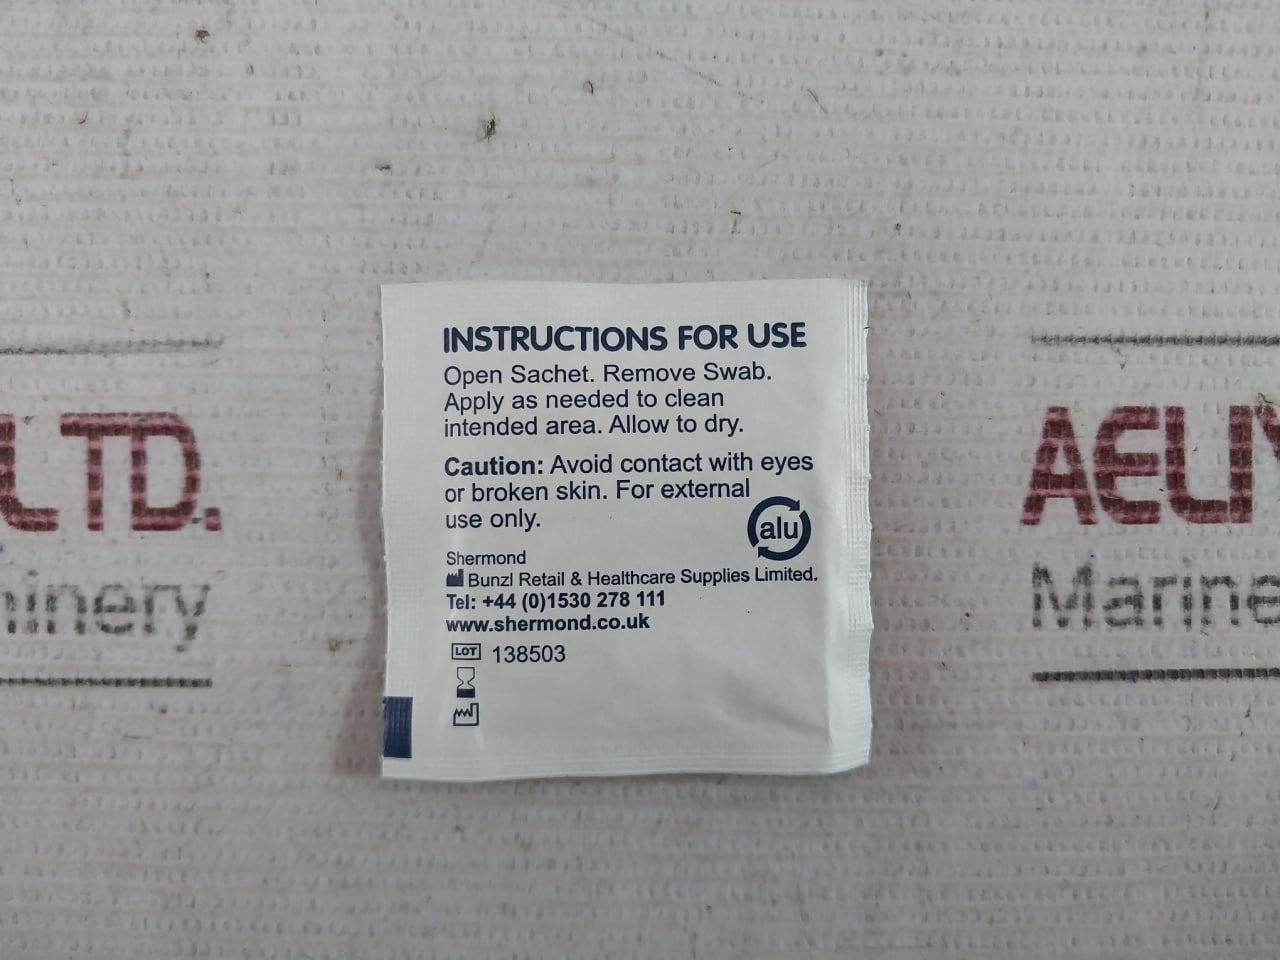 INSTRUCTIONS FOR USE
Open Sachet. Remove Swab.
Apply as needed to clean
intended area. Allow to dry.
Caution: Avoid contact with eyes
or broken skin. For external
use only.
alu
Shermond
Bunzl Retail & Healthcare Supplies Limited.
Tel: +44 (0)1530 278 111
www.shermond.co.uk
LOT 138503
LTD.
Marine